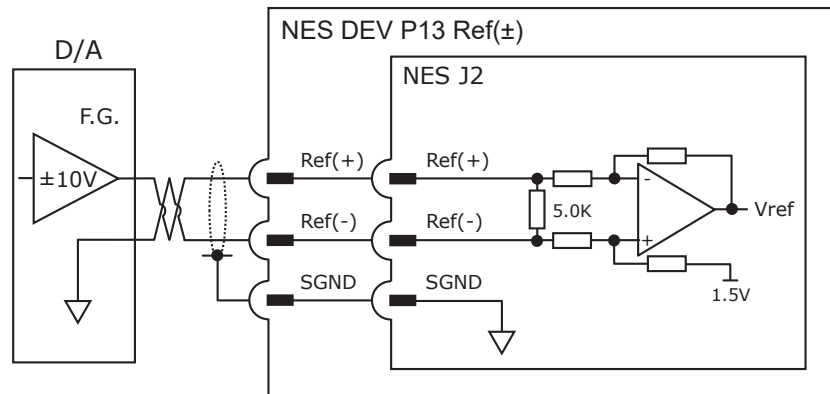 NES DEV P13 Ref(±)
D/A
NES J2
F.G.
Ref(+)
Ref(+)
±10V
-
5.0K
Vref
Ref(-)
Ref(-)
+
SGND
SGND
1.5V